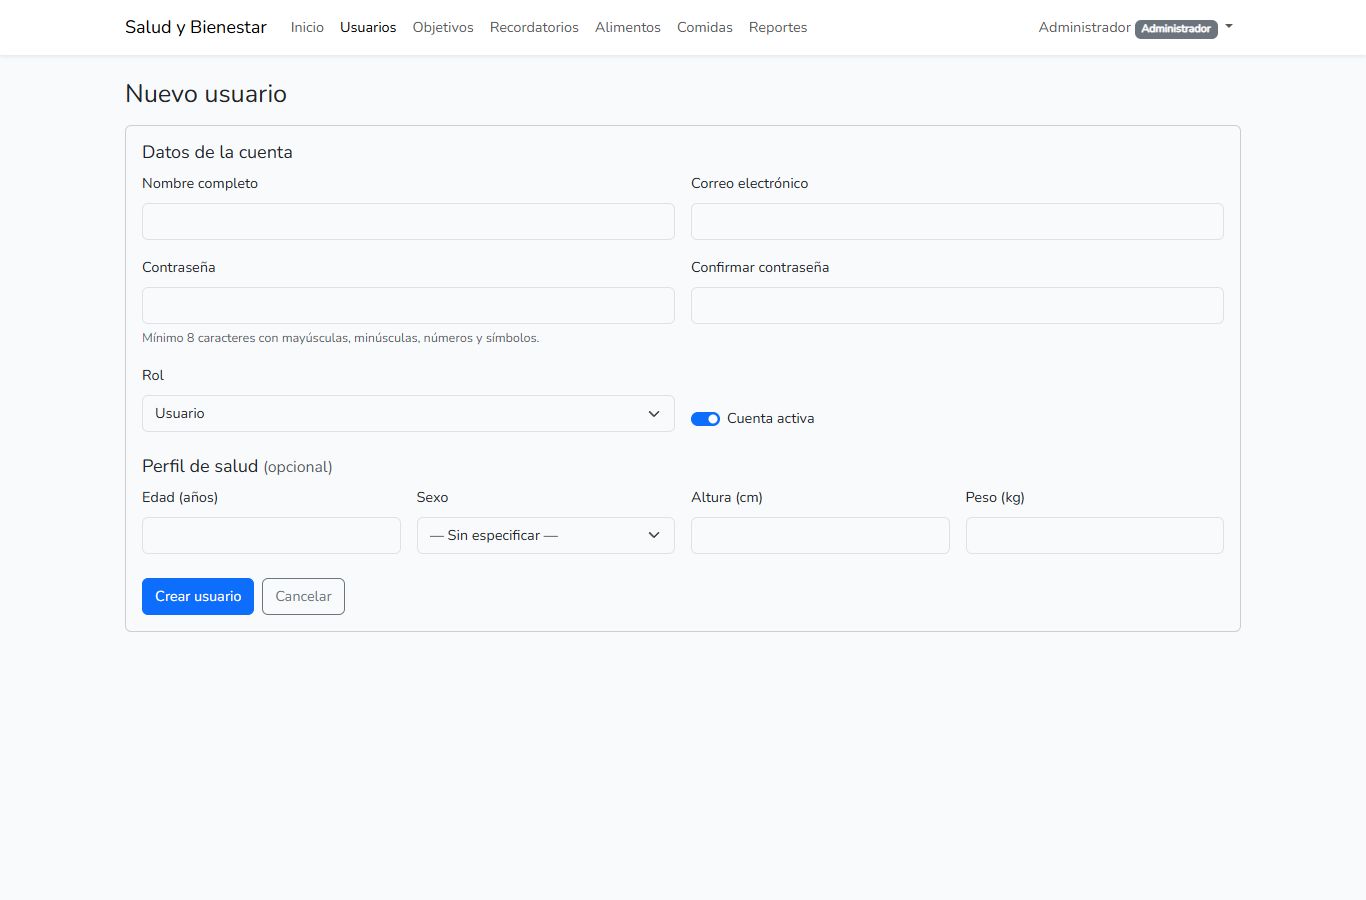 Salud y Bienestar Inicio Usuarios Objetivos Recordatorios Alimentos Comidas Reportes Administrador Administrador
Nuevo usuario
Datos de la cuenta
Nombre completo Correo electrónico
Contraseña Confirmar contraseña
Mínimo 8 caracteres con mayúsculas, minúsculas, números y símbolos.
Rol
Usuario Cuenta activa
Perfil de salud (opcional)
Edad (años) Sexo Altura (cm) Peso (kg)
— Sin especificar —
Crear usuario Cancelar